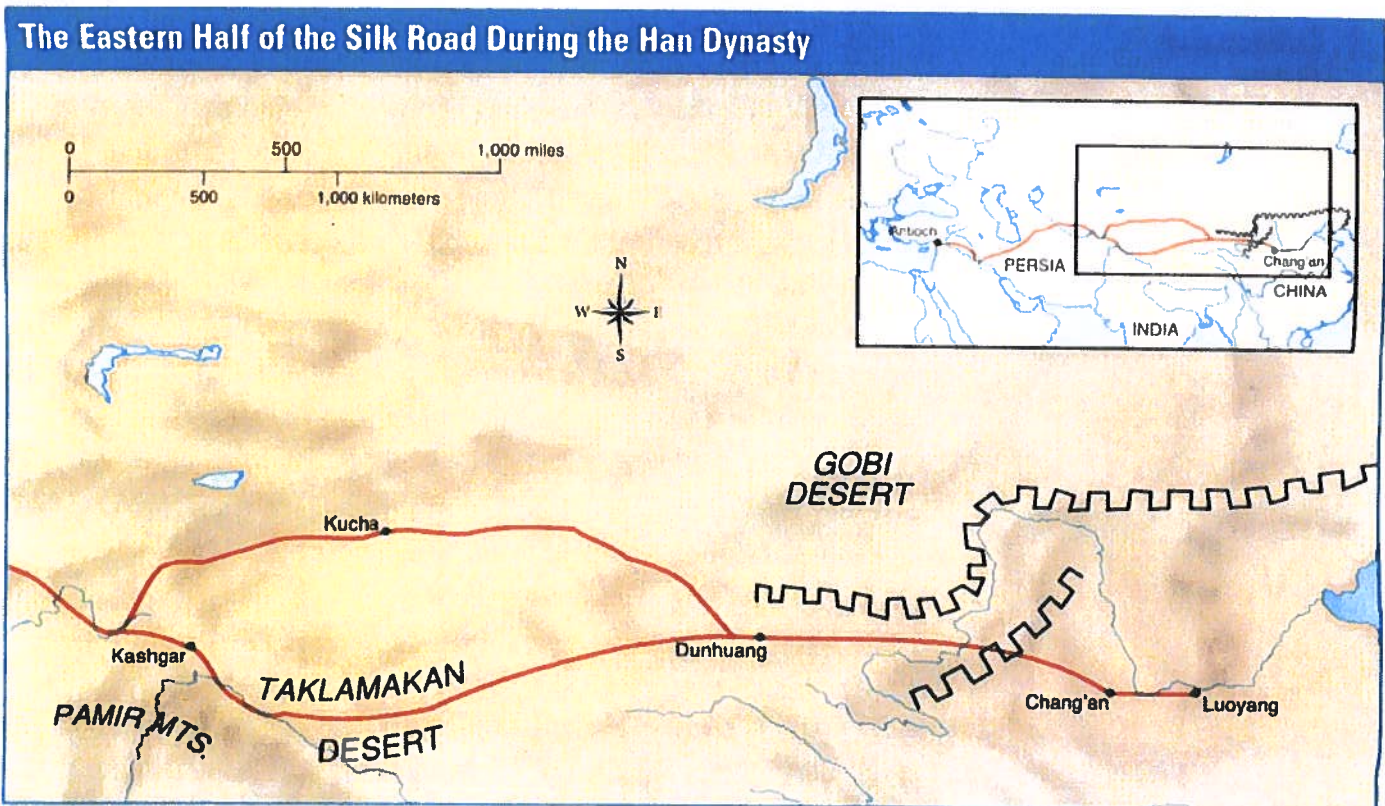 The Eastern Half of the Silk Road During the Han Dynasty
0 500 1,000 miles
0 500 1,000 kilometers
N
W E
S
Antioch
PERSIA
Chang'an
CHINA
INDIA
GOBI
DESERT
Kucha
Kashgar
Dunhuang
TAKLAMAKAN
DESERT
PAMIR MTS.
Chang'an
Luoyang